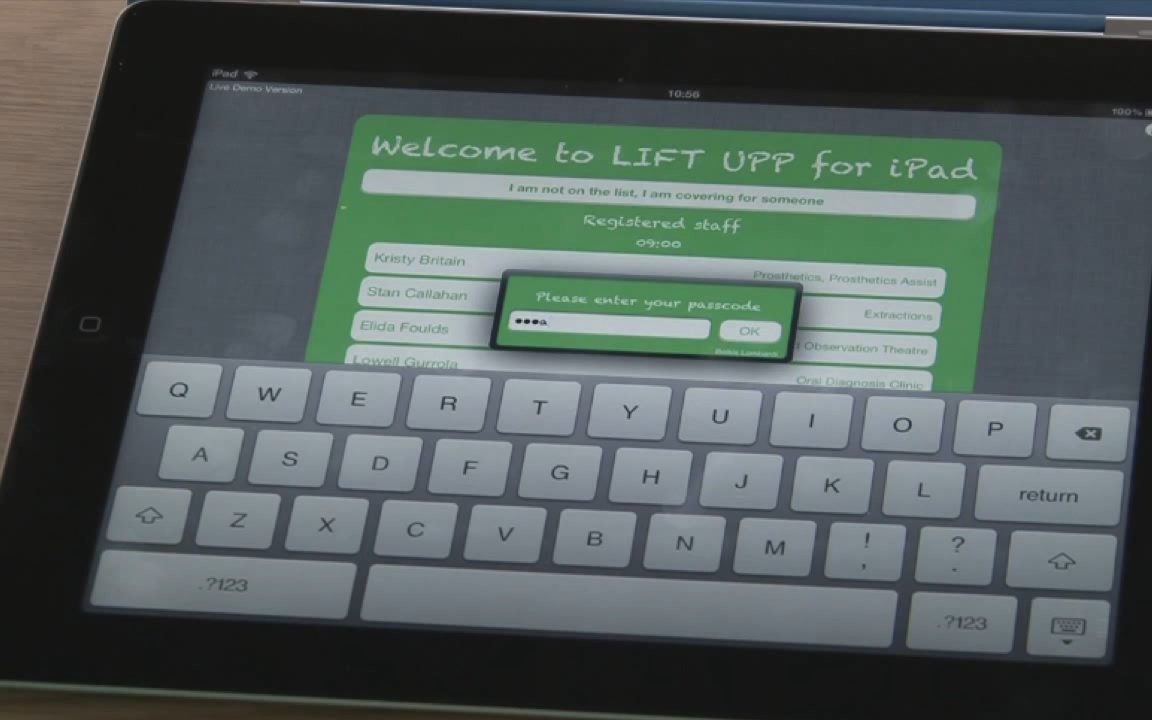 iPad
10:56
100%
Live Demo Version
Welcome to LIFT UPP for iPad
I am not on the list, I am covering for someone
Registered staff
09:00
Kristy Britain
Prosthetics, Prosthetics Assist
Stan Callahan
Extractions
Elida Foulds
Observation Theatre
Lowell Gurrola
Oral Diagnosis Clinic
Please enter your passcode
•••a
OK
Q W E R T Y U I O P
A S D F G H J K L return
Z X C V B N M ! , ? .
.?123 .?123